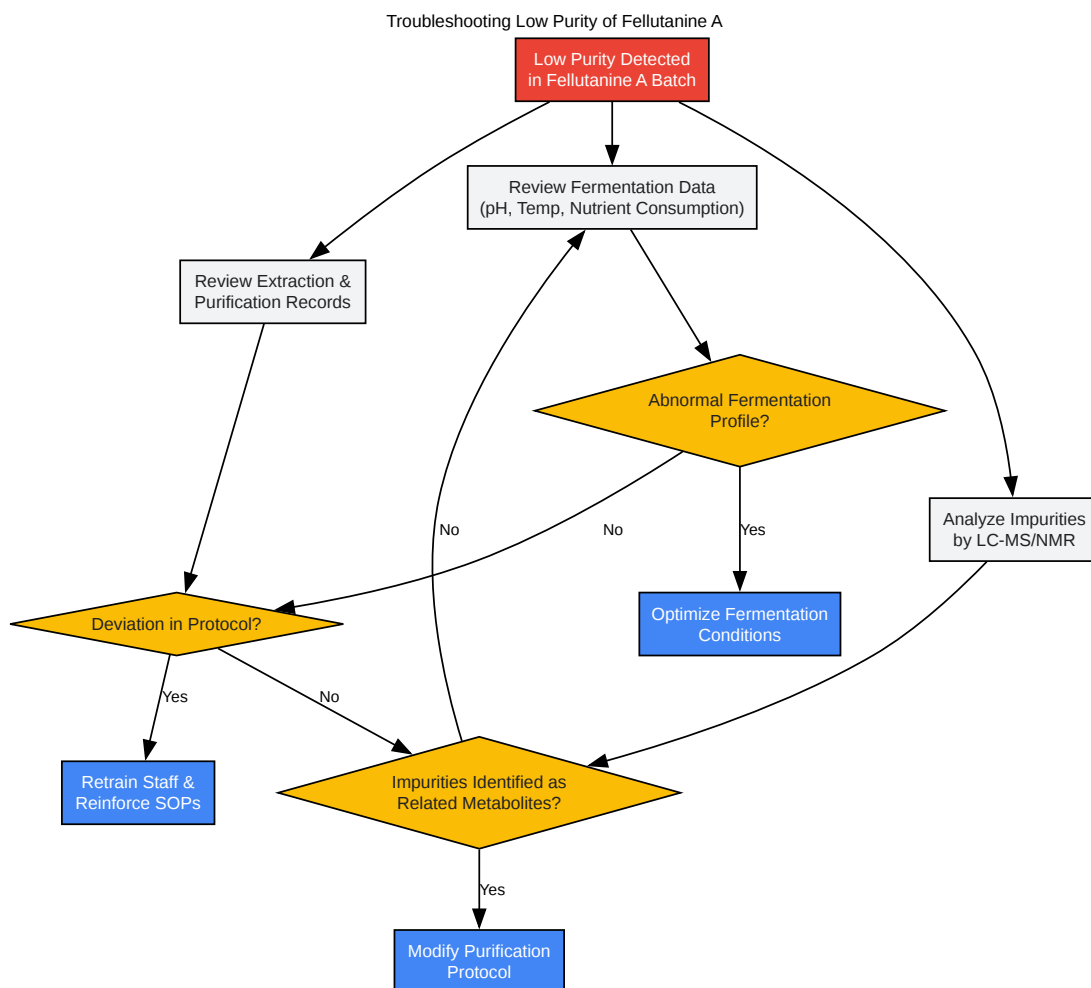 Troubleshooting Low Purity of Fellutanine A
Low Purity Detected
in Fellutanine A Batch
Review Fermentation Data
(pH, Temp, Nutrient Consumption)
Review Extraction &
Purification Records
Abnormal Fermentation
Profile?
Analyze Impurities
by LC-MS/NMR
No
No
Yes
Optimize Fermentation
Conditions
Deviation in Protocol?
Yes
No
Retrain Staff &
Reinforce SOPs
Impurities Identified as
Related Metabolites?
Yes
Modify Purification
Protocol